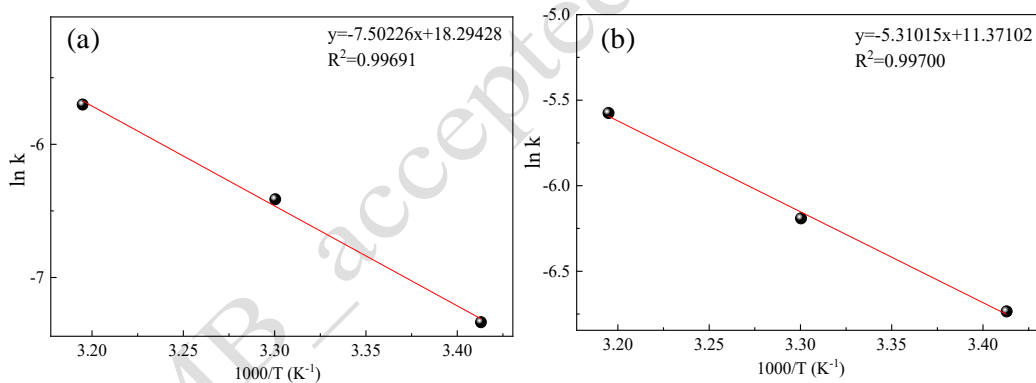 (a)
y=-7.50226x+18.29428
R²=0.99691
-6
-7
ln k
3.20 3.25 3.30 3.35 3.40
1000/T (K⁻¹)
(b)
y=-5.31015x+11.37102
R²=0.99700
-5.0
-5.5
-6.0
-6.5
ln k
3.20 3.25 3.30 3.35 3.40
1000/T (K⁻¹)
MB_accepted